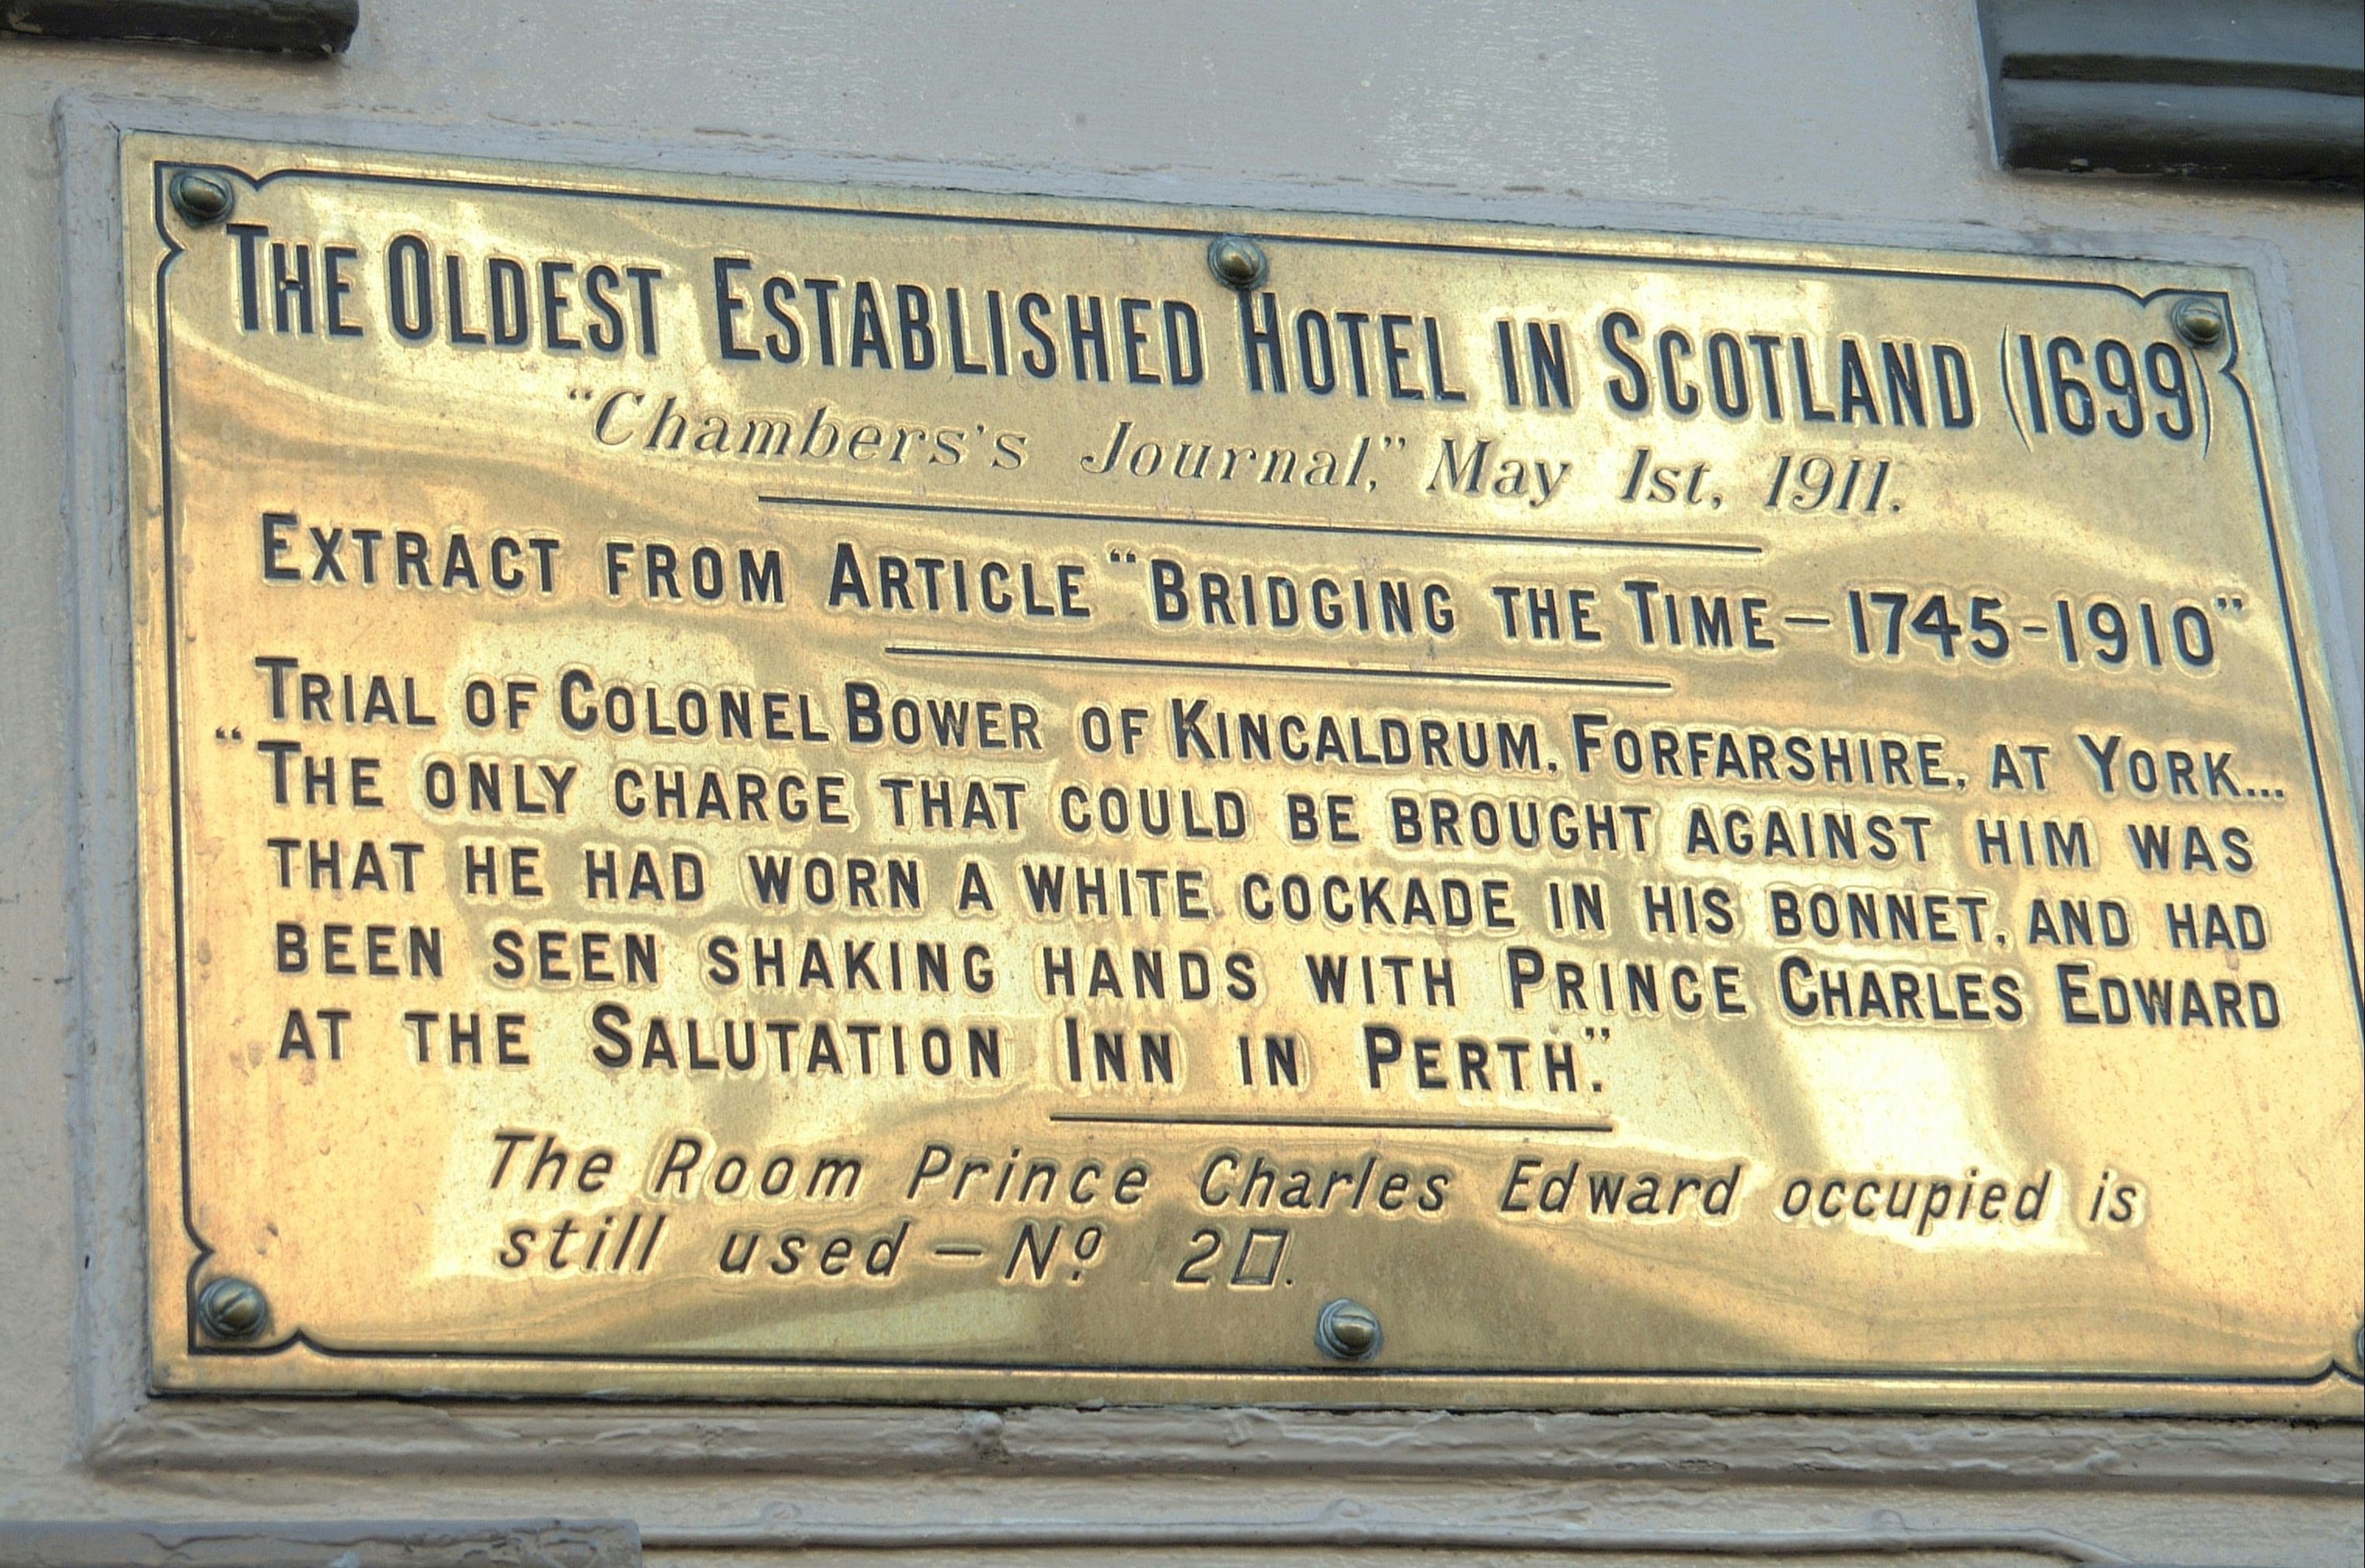 THE OLDEST ESTABLISHED HOTEL IN SCOTLAND (1699)
"Chambers's Journal," May 1st, 1911.
EXTRACT FROM ARTICLE "BRIDGING THE TIME — 1745-1910"
TRIAL OF COLONEL BOWER OF KINCALDRUM, FORFARSHIRE, AT YORK...
"THE ONLY CHARGE THAT COULD BE BROUGHT AGAINST HIM WAS
THAT HE HAD WORN A WHITE COCKADE IN HIS BONNET, AND HAD
BEEN SEEN SHAKING HANDS WITH PRINCE CHARLES EDWARD
AT THE SALUTATION INN IN PERTH."
The Room Prince Charles Edward occupied is
still used — Nº